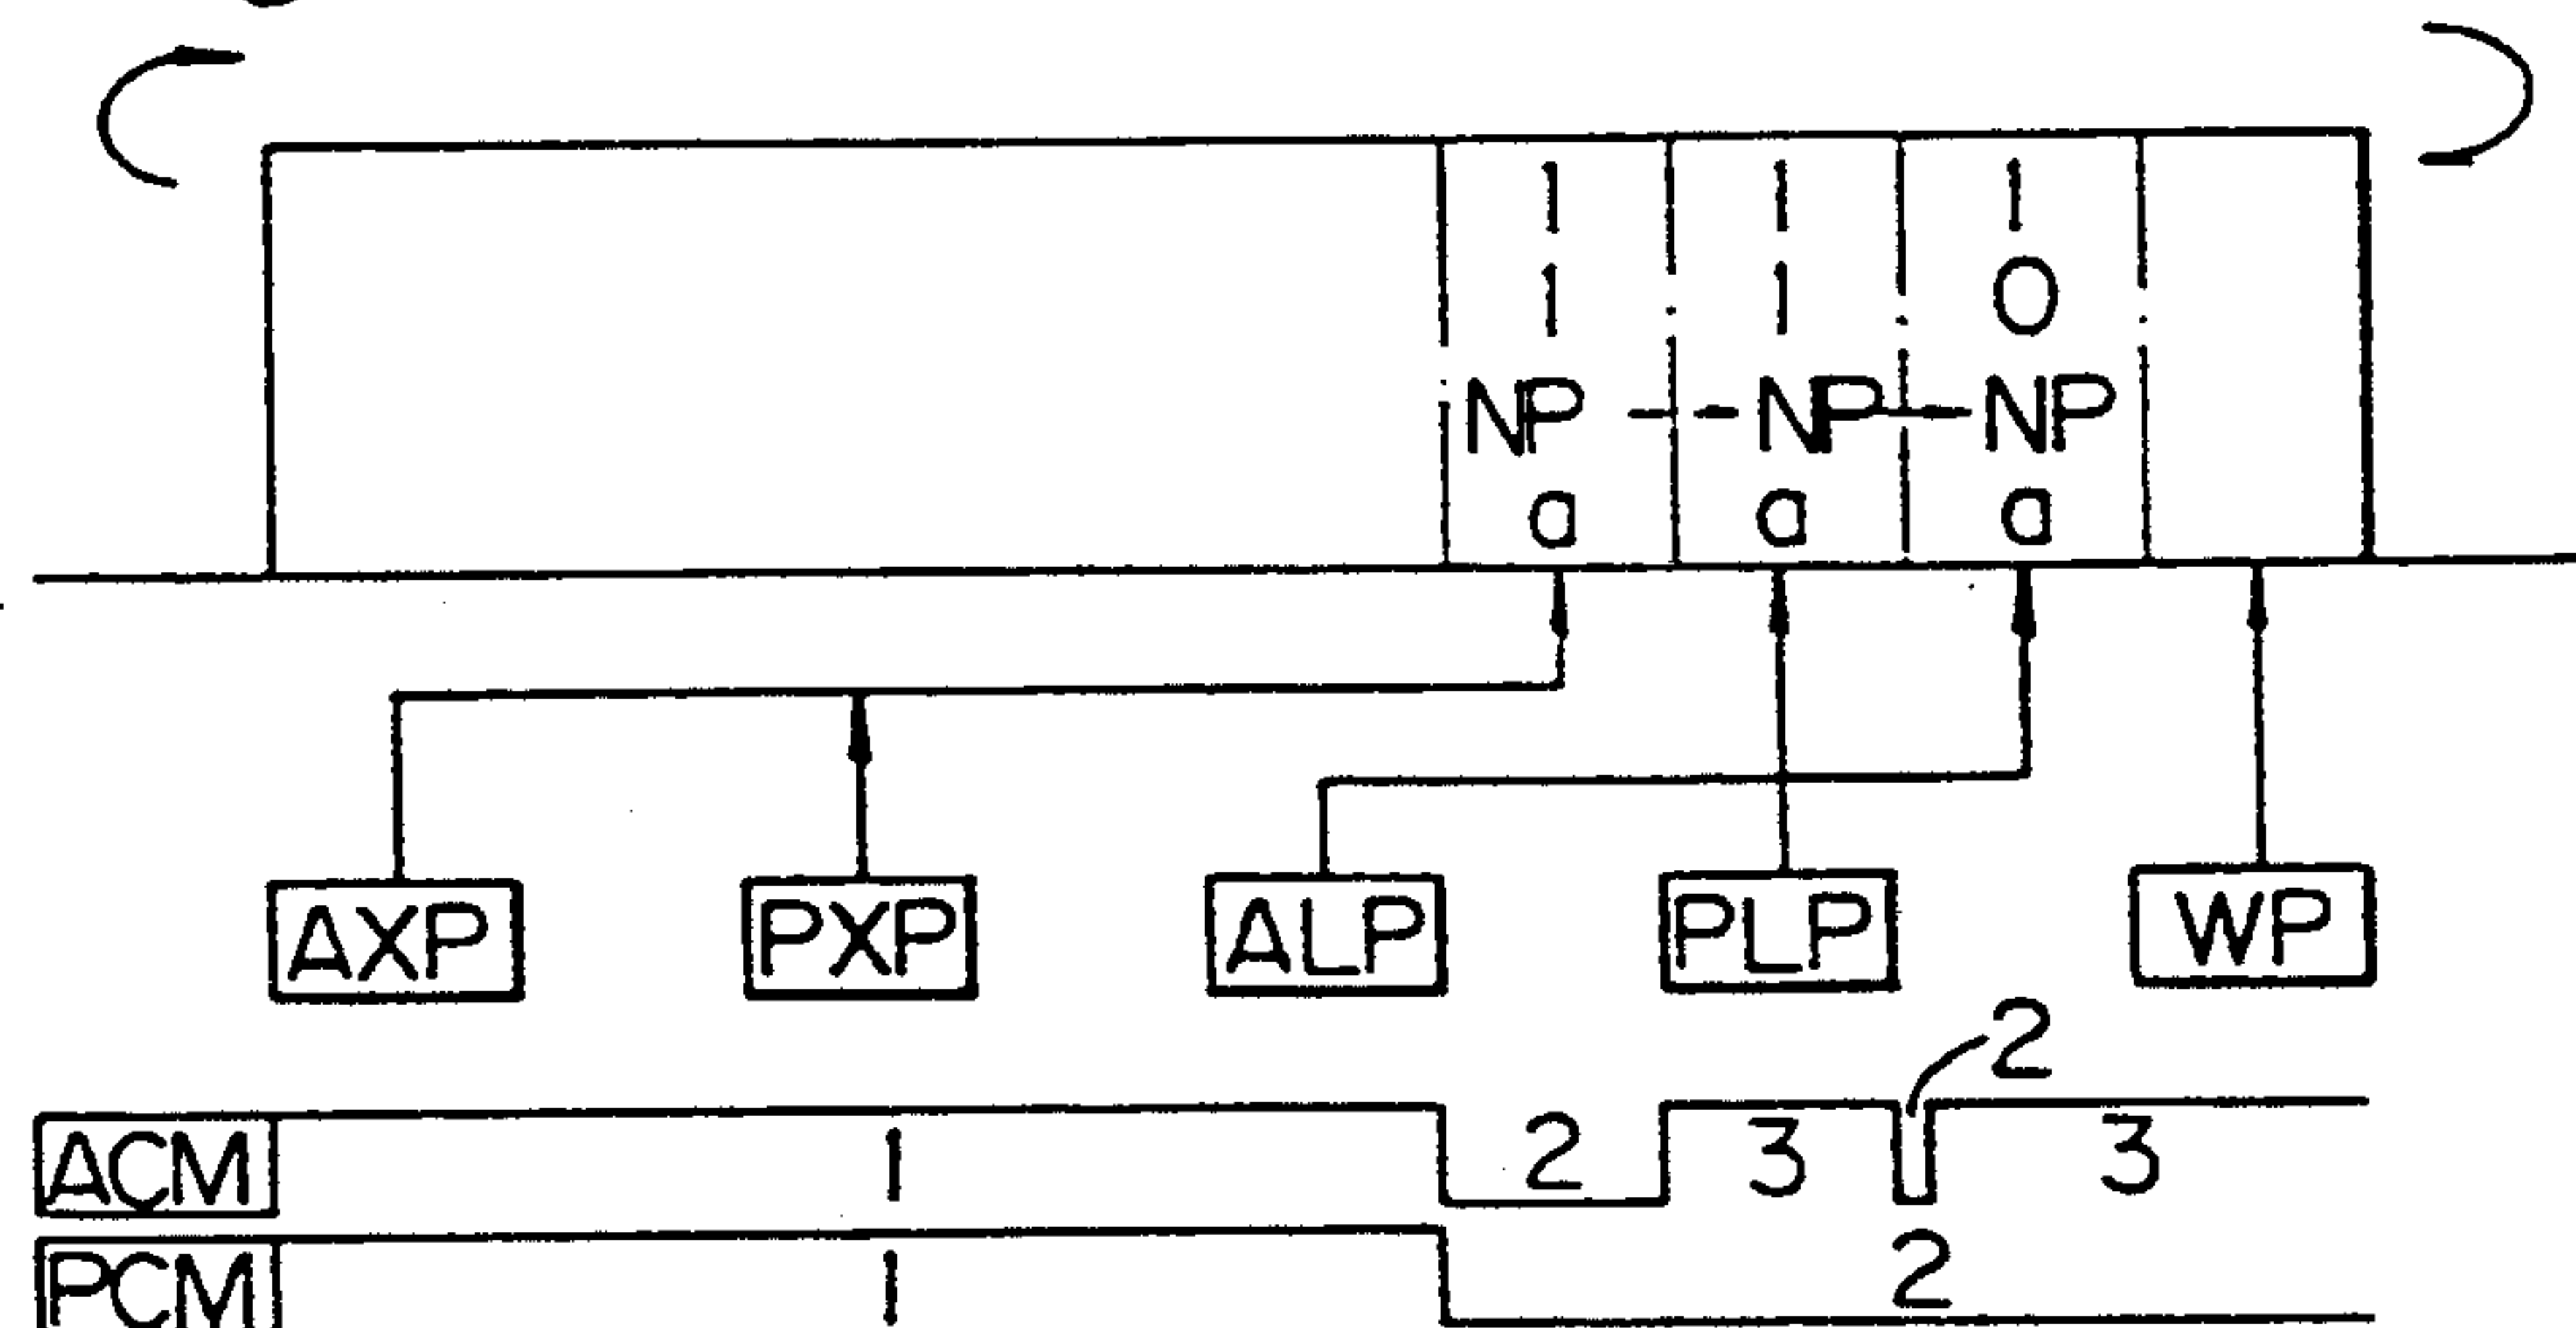 1 1 1
1 1 0
NP NP NP
a a a
AXP PXP ALP PLP WP
2
ACM 1 2 3 3
PCM 1 2